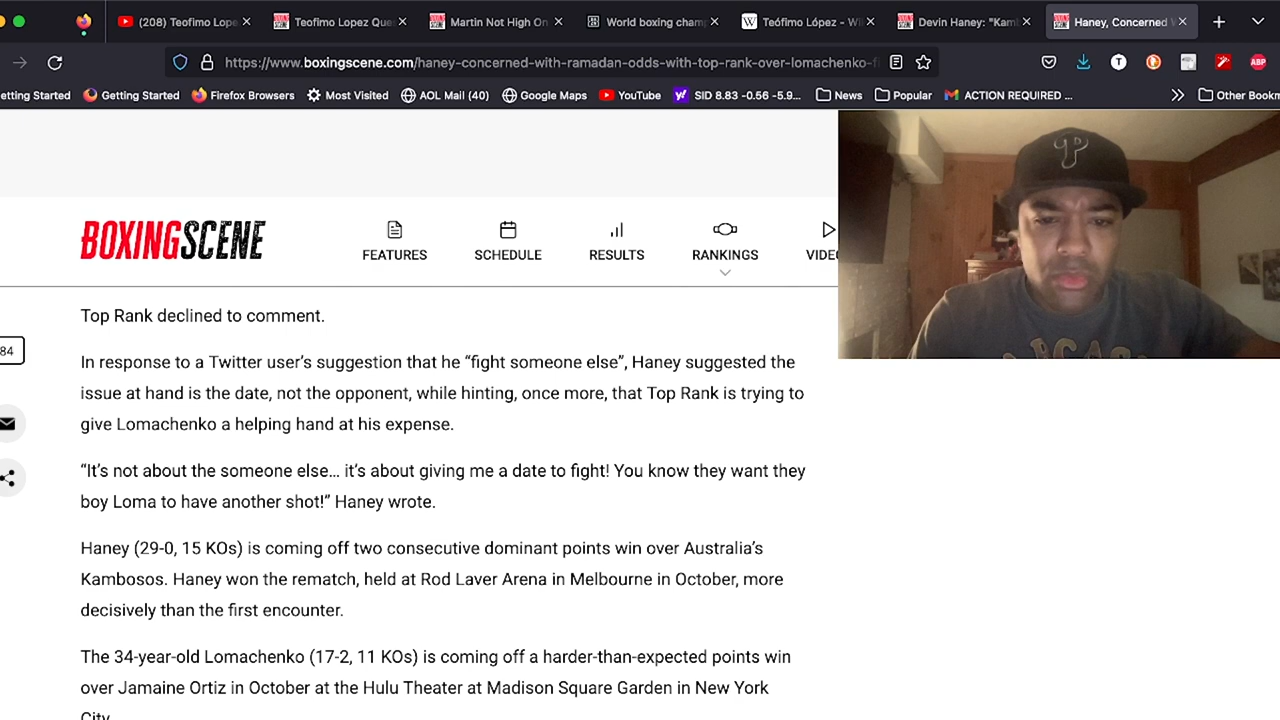 (208) Teofimo Lope
Teofimo Lopez Que
Martin Not High On
World boxing cham
Teófimo López - Wi
Devin Haney: "Kam
Haney, Concerned W
https://www.boxingscene.com/haney-concerned-with-ramadan-odds-with-top-rank-over-lomachenko-fi
T
ABP
etting Started
Getting Started
Firefox Browsers
Most Visited
AOL Mail (40)
Google Maps
YouTube
SID 8.83 -0.56 -5.9...
News
Popular
ACTION REQUIRED ...
Other Bookm
P
BOXINGSCENE
FEATURES
SCHEDULE
RESULTS
RANKINGS
VIDE
84
Top Rank declined to comment.
In response to a Twitter user's suggestion that he “fight someone else”, Haney suggested the
issue at hand is the date, not the opponent, while hinting, once more, that Top Rank is trying to
give Lomachenko a helping hand at his expense.
“It's not about the someone else… it's about giving me a date to fight! You know they want they
boy Loma to have another shot!” Haney wrote.
Haney (29-0, 15 KOs) is coming off two consecutive dominant points win over Australia's
Kambosos. Haney won the rematch, held at Rod Laver Arena in Melbourne in October, more
decisively than the first encounter.
The 34-year-old Lomachenko (17-2, 11 KOs) is coming off a harder-than-expected points win
over Jamaine Ortiz in October at the Hulu Theater at Madison Square Garden in New York
City.